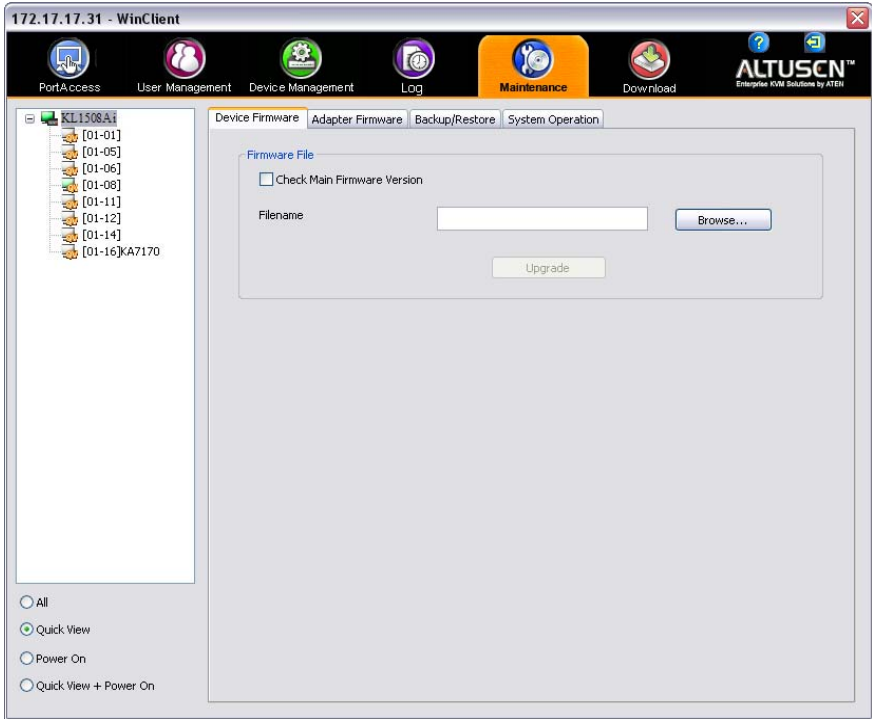 172.17.17.31 - WinClient
PortAccess User Management Device Management Log Maintenance Download
ALTUSCN™
Enterprise KVM Solutions by ATEN
KL1508Ai
[01-01]
[01-05]
[01-06]
[01-08]
[01-11]
[01-12]
[01-14]
[01-16]KA7170
All
Quick View
Power On
Quick View + Power On
Device Firmware Adapter Firmware Backup/Restore System Operation
Firmware File
Check Main Firmware Version
Filename Browse...
Upgrade